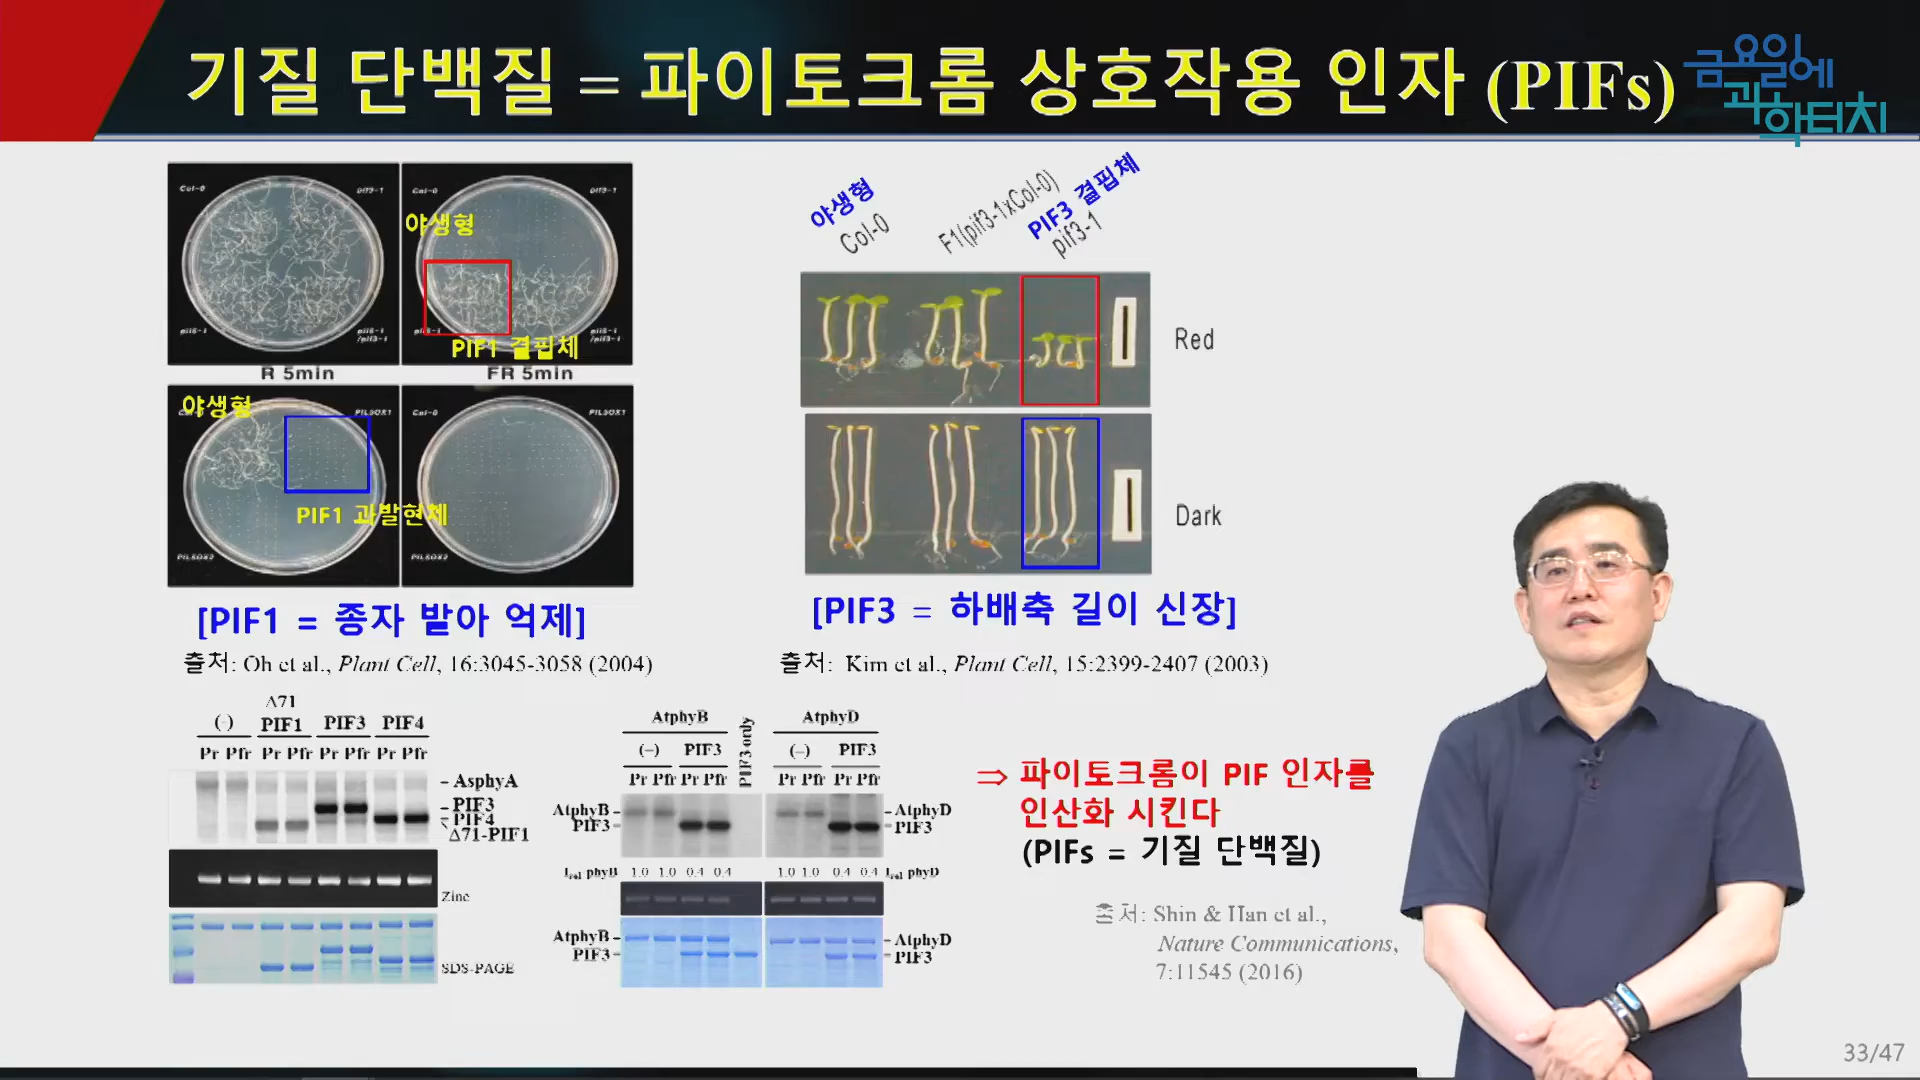 기질 단백질 = 파이토크롬 상호작용 인자 (PIFs)
금요일에
과학터치
Col-0
야생형
PIF1 결핍체
R 5min
FR 5min
야생형
PIL5OX1
Col-0
PIL5OX1
PIF1 과발현체
PIL5OX2
PIL5OX2
[PIF1 = 종자 발아 억제]
출처: Oh et al., Plant Cell, 16:3045-3058 (2004)
야생형
Col-0
F1(pif3-1xCol-0)
PIF3 결핍체
pif3-1
Red
Dark
[PIF3 = 하배축 길이 신장]
출처: Kim et al., Plant Cell, 15:2399-2407 (2003)
Δ71
(-) PIF1 PIF3 PIF4
Pr Pfr Pr Pfr Pr Pfr Pr Pfr
AsphyA
PIF3
PIF4
Δ71-PIF1
Zinc
SDS-PAGE
AtphyB
PIF3 only
AtphyD
(–) PIF3
(–) PIF3
Pr Pfr Pr Pfr
Pr Pfr Pr Pfr
AtphyB
PIF3
AtphyD
PIF3
1.0 1.0 0.4 0.4
1.0 1.0 0.4 0.4
AtphyB
PIF3
AtphyD
PIF3
⇒ 파이토크롬이 PIF 인자를
인산화 시킨다
(PIFs = 기질 단백질)
출처: Shin & Han et al.,
Nature Communications,
7:11545 (2016)
33/47